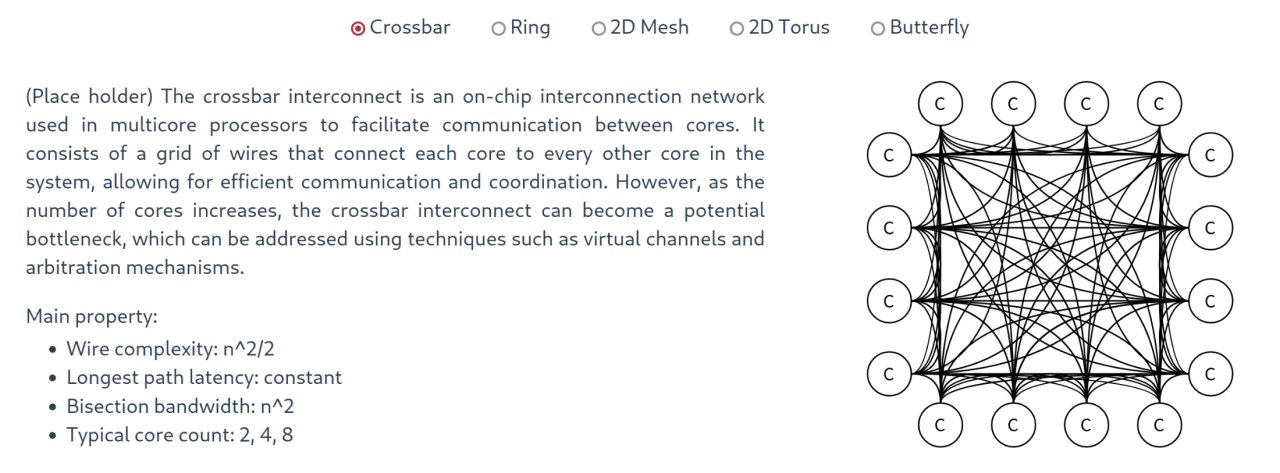 Crossbar Ring 2D Mesh 2D Torus Butterfly
(Place holder) The crossbar interconnect is an on-chip interconnection network
used in multicore processors to facilitate communication between cores. It
consists of a grid of wires that connect each core to every other core in the
system, allowing for efficient communication and coordination. However, as the
number of cores increases, the crossbar interconnect can become a potential
bottleneck, which can be addressed using techniques such as virtual channels and
arbitration mechanisms.
Main property:
• Wire complexity: n^2/2
• Longest path latency: constant
• Bisection bandwidth: n^2
• Typical core count: 2, 4, 8
C C C C
C C
C C
C C
C C
C C C C